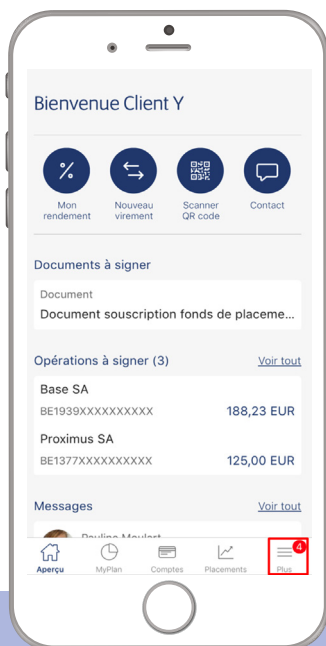 Bienvenue Client Y
Mon rendement
Nouveau virement
Scanner QR code
Contact
Documents à signer
Document
Document souscription fonds de placeme...
Opérations à signer (3)
Voir tout
Base SA
BE1939XXXXXXXXXX
188,23 EUR
Proximus SA
BE1377XXXXXXXXXX
125,00 EUR
Messages
Voir tout
Pauline Moulart
4
Aperçu
MyPlan
Comptes
Placements
Plus